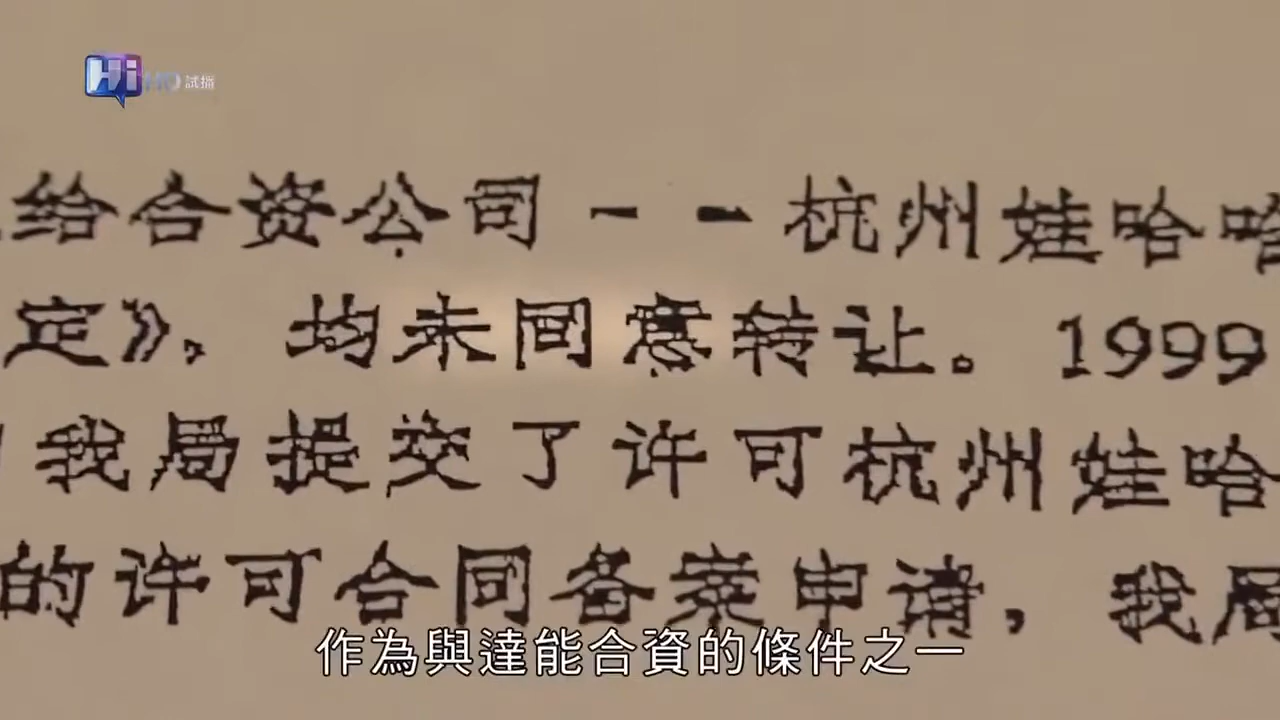 Hi HD 試播
给合资公司--杭州娃哈哈
定》，均未同意转让。1999
我局提交了许可杭州娃哈
的许可合同备案申请，我局
作為與達能合資的條件之一